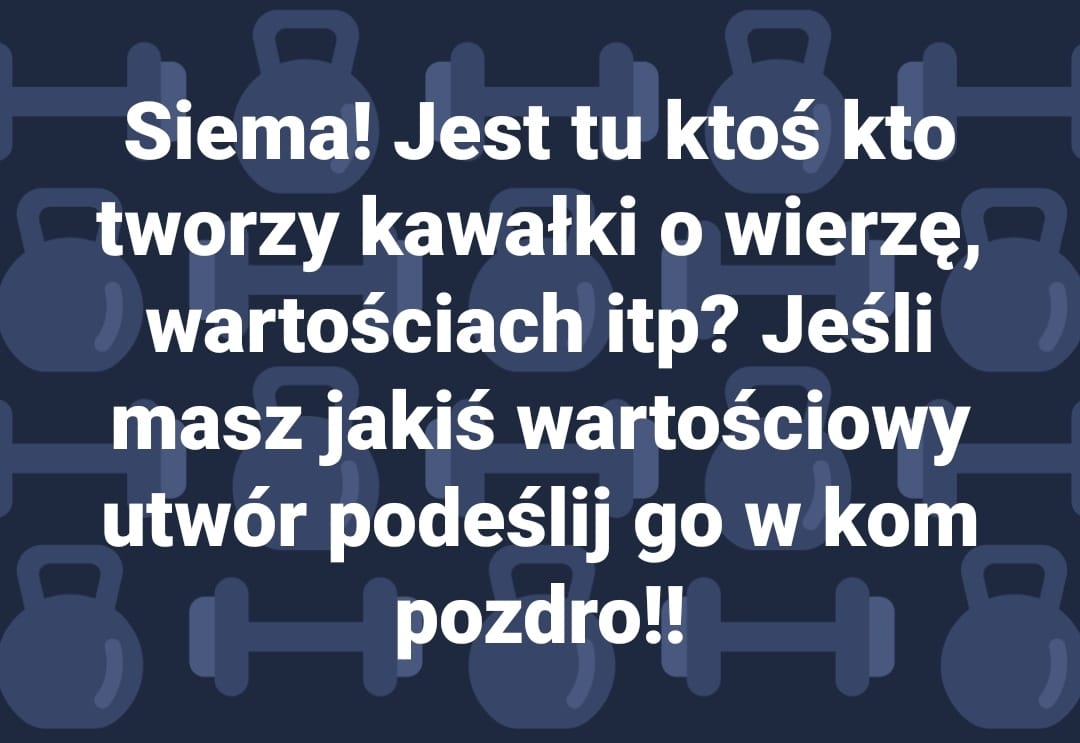 Siema! Jest tu ktoś kto
tworzy kawałki o wierzę,
wartościach itp? Jeśli
masz jakiś wartościowy
utwór podeślij go w kom
pozdro!!